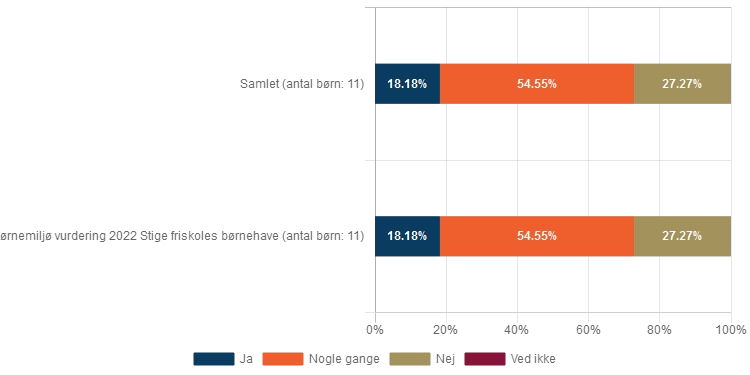 Samlet (antal børn: 11)
18.18% 54.55% 27.27%
ørnemiljø vurdering 2022 Stige friskoles børnehave (antal børn: 11)
18.18% 54.55% 27.27%
0% 20% 40% 60% 80% 100%
Ja Nogle gange Nej Ved ikke